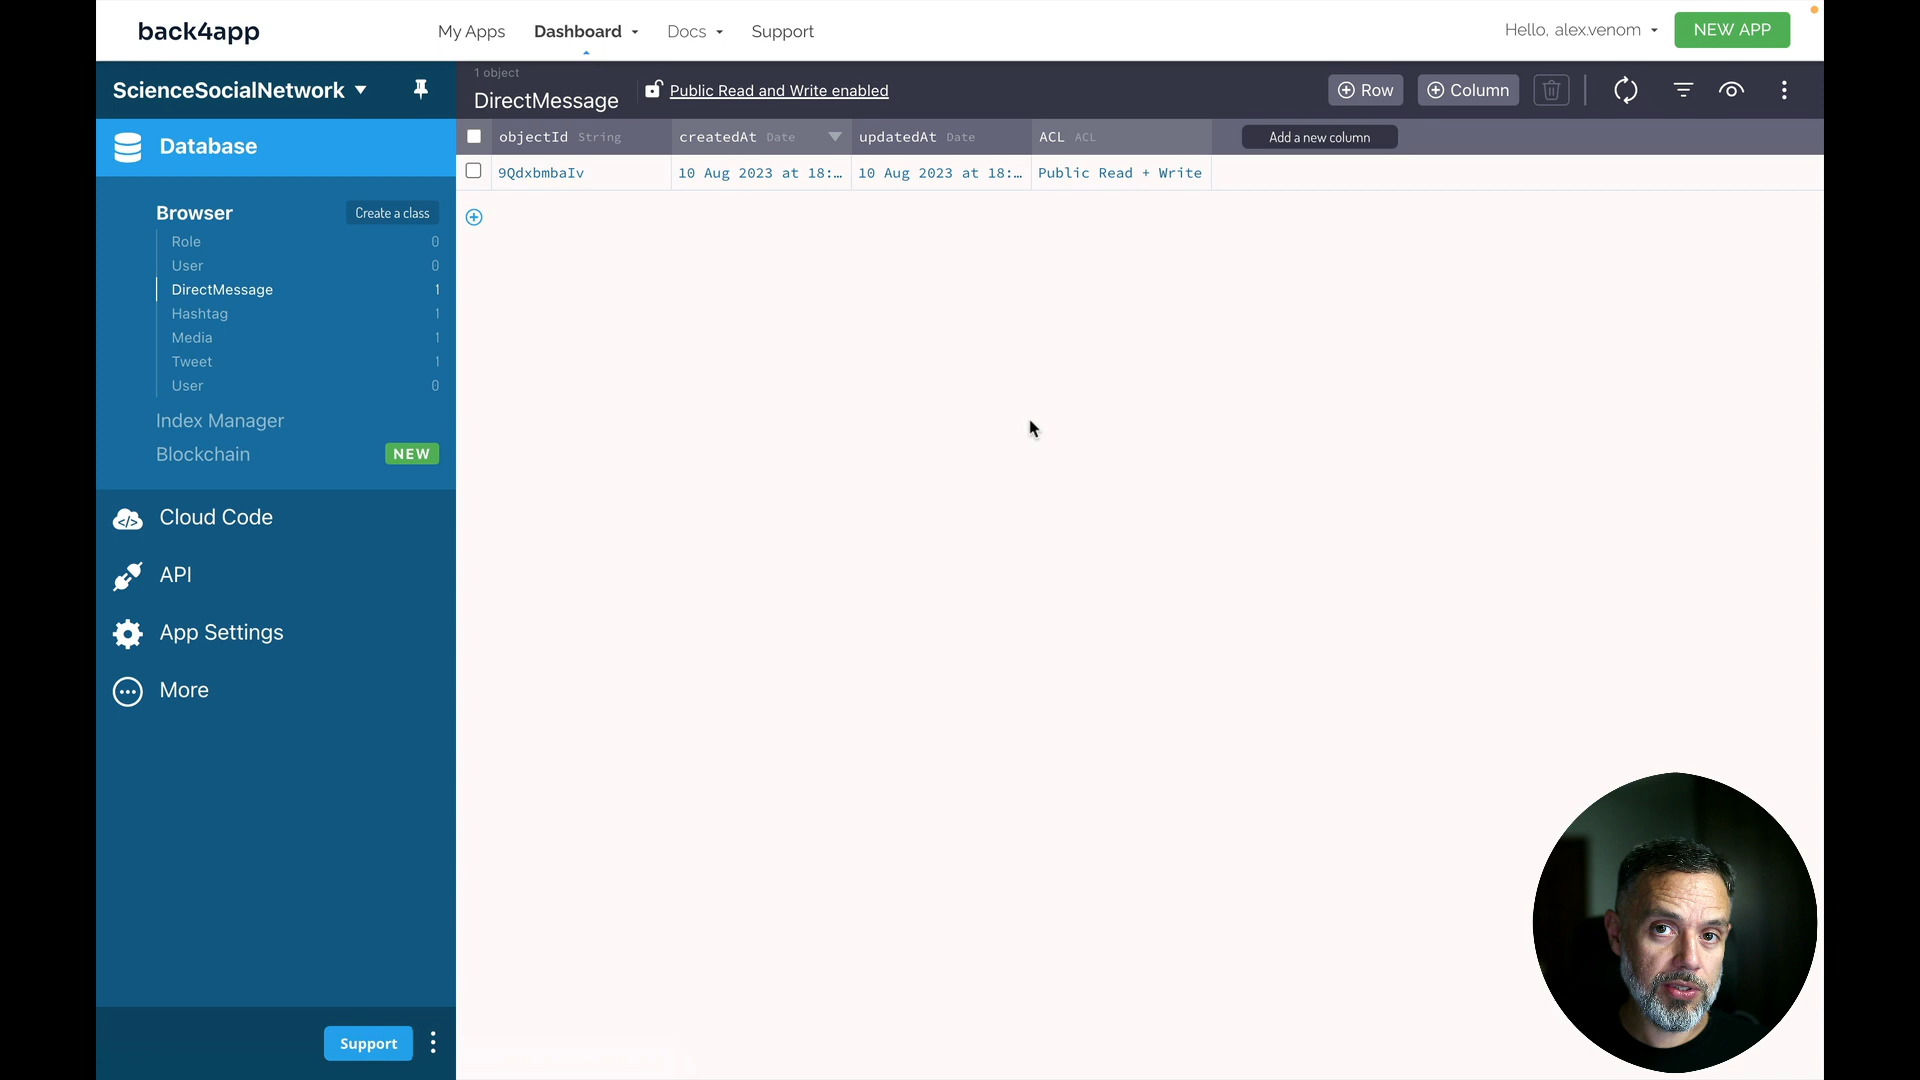 back4app
My Apps
Dashboard
Docs
Support
Hello, alex.venom
NEW APP
ScienceSocialNetwork
1 object
DirectMessage
Public Read and Write enabled
Row
Column
Database
objectId String
createdAt Date
updatedAt Date
ACL ACL
Add a new column
9QdxbmbaIv
10 Aug 2023 at 18:…
10 Aug 2023 at 18:…
Public Read + Write
Browser
Create a class
Role 0
User 0
DirectMessage 1
Hashtag 1
Media 1
Tweet 1
User 0
Index Manager
Blockchain
NEW
Cloud Code
API
App Settings
More
Support